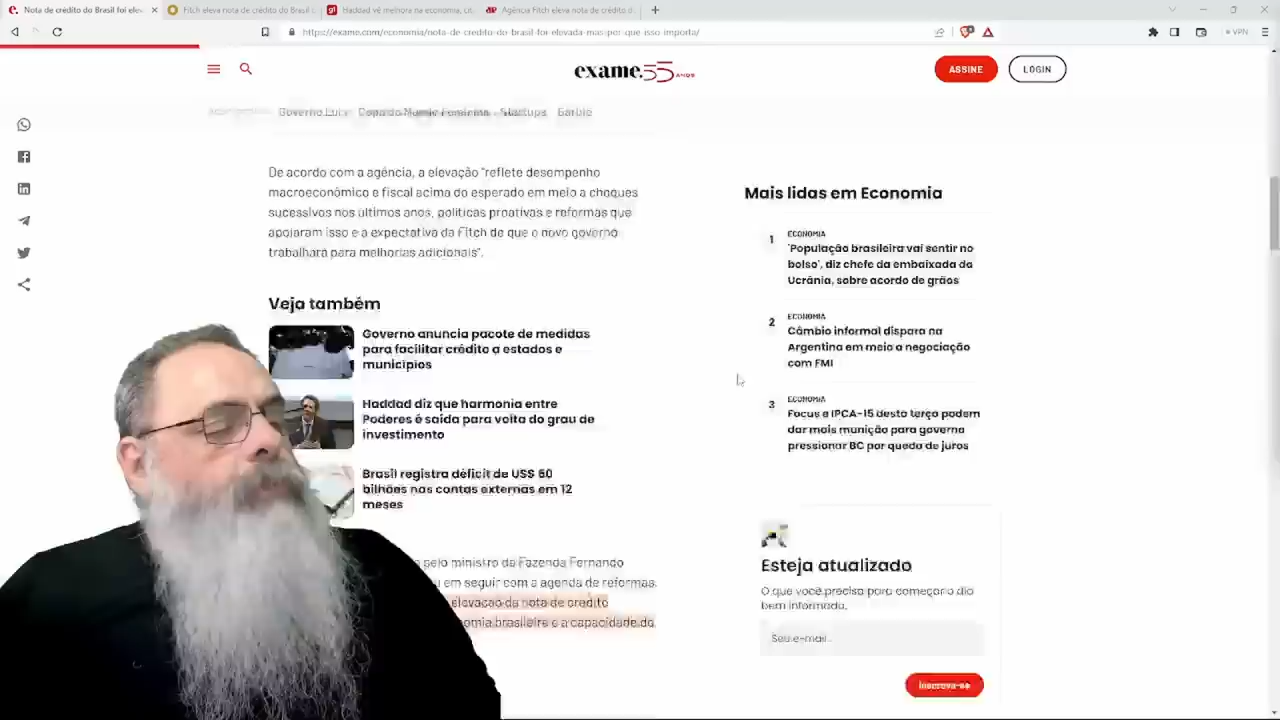 Nota de crédito do Brasil foi elev
Fitch eleva nota de crédito do Brasil
Haddad vê melhora na economia, cit
Agência Fitch eleva nota de crédito d
https://exame.com/economia/nota-de-credito-do-brasil-foi-elevada-mas-por-que-isso-importa/
VPN
exame.55 ANOS
ASSINE
LOGIN
Governo Lula
Startups
Barbie
De acordo com a agência, a elevação "reflete desempenho
macroeconômico e fiscal acima do esperado em meio a choques
sucessivos nos últimos anos, políticas proativas e reformas que
apoiaram isso e a expectativa da Fitch de que o novo governo
trabalhará para melhorias adicionais".
Veja também
Governo anuncia pacote de medidas
para facilitar crédito a estados e
municípios
Haddad diz que harmonia entre
Poderes é saída para volta do grau de
investimento
Brasil registra déficit de US$ 60
bilhões nas contas externas em 12
meses
pelo ministro da Fazenda Fernando
u em seguir com a agenda de reformas.
elevação da nota de crédito
omia brasileira e a capacidade do
Mais lidas em Economia
1
ECONOMIA
'População brasileira vai sentir no
bolso', diz chefe da embaixada da
Ucrânia, sobre acordo de grãos
2
ECONOMIA
Câmbio informal dispara na
Argentina em meio a negociação
com FMI
3
ECONOMIA
Focus e IPCA-15 desta terça podem
dar mais munição para governo
pressionar BC por queda de juros
Esteja atualizado
O que você precisa para começar o dia
bem informado.
Seu e-mail...
Inscreva-se